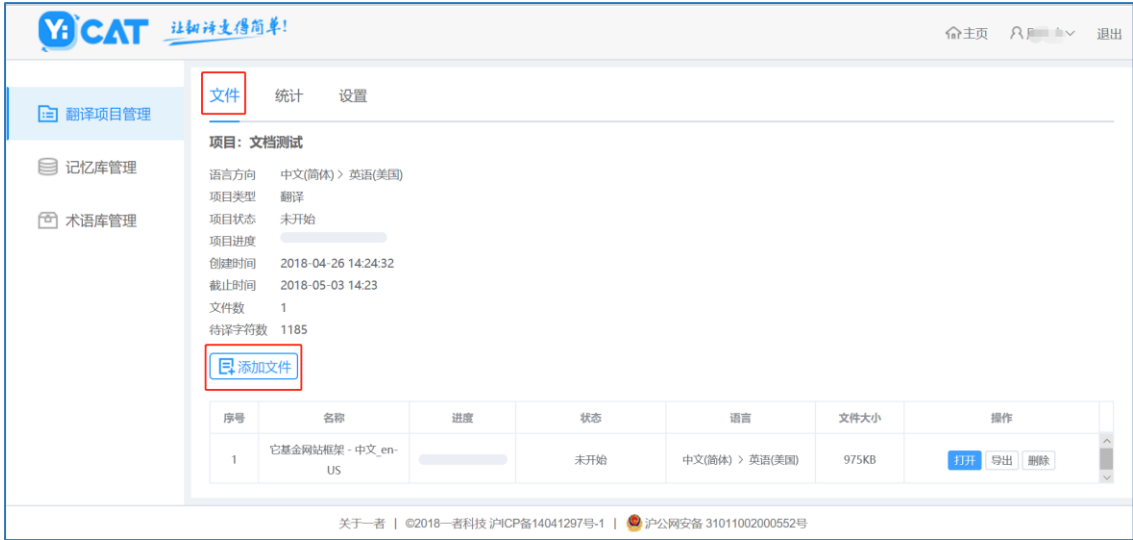 Yi CAT 让翻译变得简单!
主页 退出
翻译项目管理
记忆库管理
术语库管理
文件 统计 设置
项目：文档测试
语言方向 中文(简体) > 英语(美国)
项目类型 翻译
项目状态 未开始
项目进度
创建时间 2018-04-26 14:24:32
截止时间 2018-05-03 14:23
文件数 1
待译字符数 1185
添加文件
序号 名称 进度 状态 语言 文件大小 操作
1 它基金网站框架 - 中文_en-US 未开始 中文(简体) > 英语(美国) 975KB 打开 导出 删除
关于一者 | ©2018一者科技 沪ICP备14041297号-1 | 沪公网安备 31011002000552号